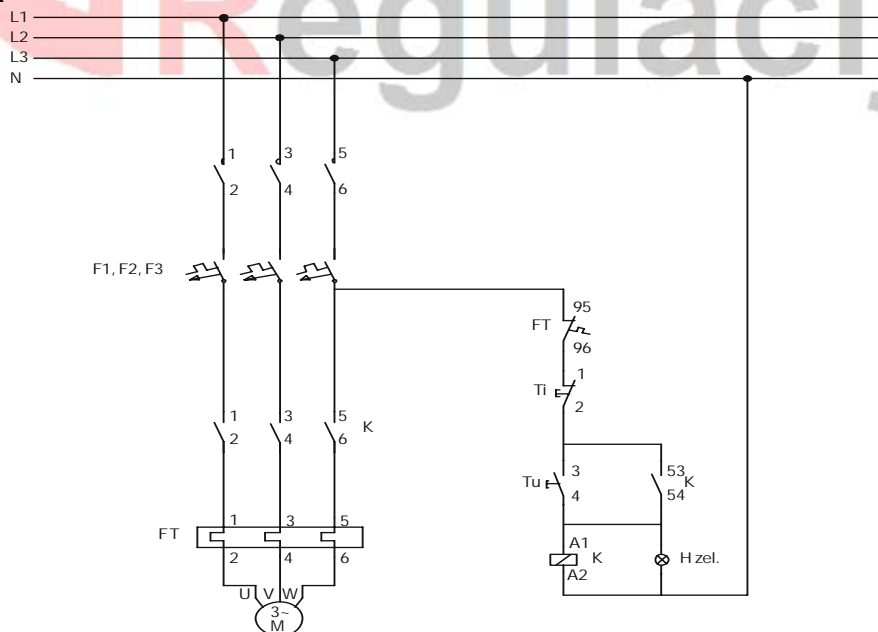 Regulacij
L1
L2
L3
N
1 3 5
2 4 6
F1, F2, F3
95
FT
96
1
Ti
2
1 3 5
2 4 6 K
3 53
Tu K
4 54
FT
1 3 5
2 4 6
A1
K H zel.
A2
U V W
3~
M